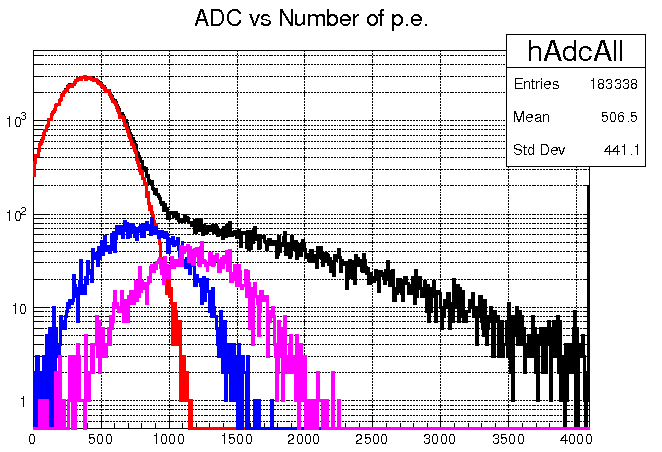 ADC vs Number of p.e.
hAdcAll
Entries 183338
Mean 506.5
Std Dev 441.1
10³
10²
10
1
0 500 1000 1500 2000 2500 3000 3500 4000